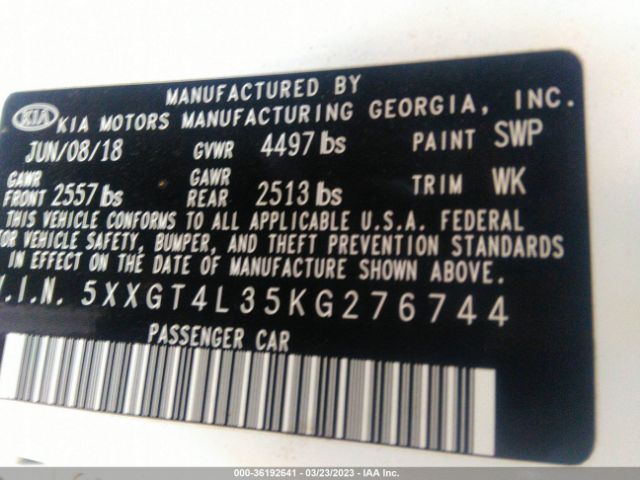 MANUFACTURED BY
KIA KIA MOTORS MANUFACTURING GEORGIA, INC.
JUN/08/18 GVWR 4497 lbs PAINT SWP
GAWR FRONT 2557 lbs GAWR REAR 2513 lbs TRIM WK
THIS VEHICLE CONFORMS TO ALL APPLICABLE U.S.A. FEDERAL
OR VEHICLE SAFETY, BUMPER, AND THEFT PREVENTION STANDARDS
IN EFFECT ON THE DATE OF MANUFACTURE SHOWN ABOVE.
V.I.N. 5XXGT4L35KG276744
PASSENGER CAR
000-36192641 | 03/23/2023 | IAA Inc.